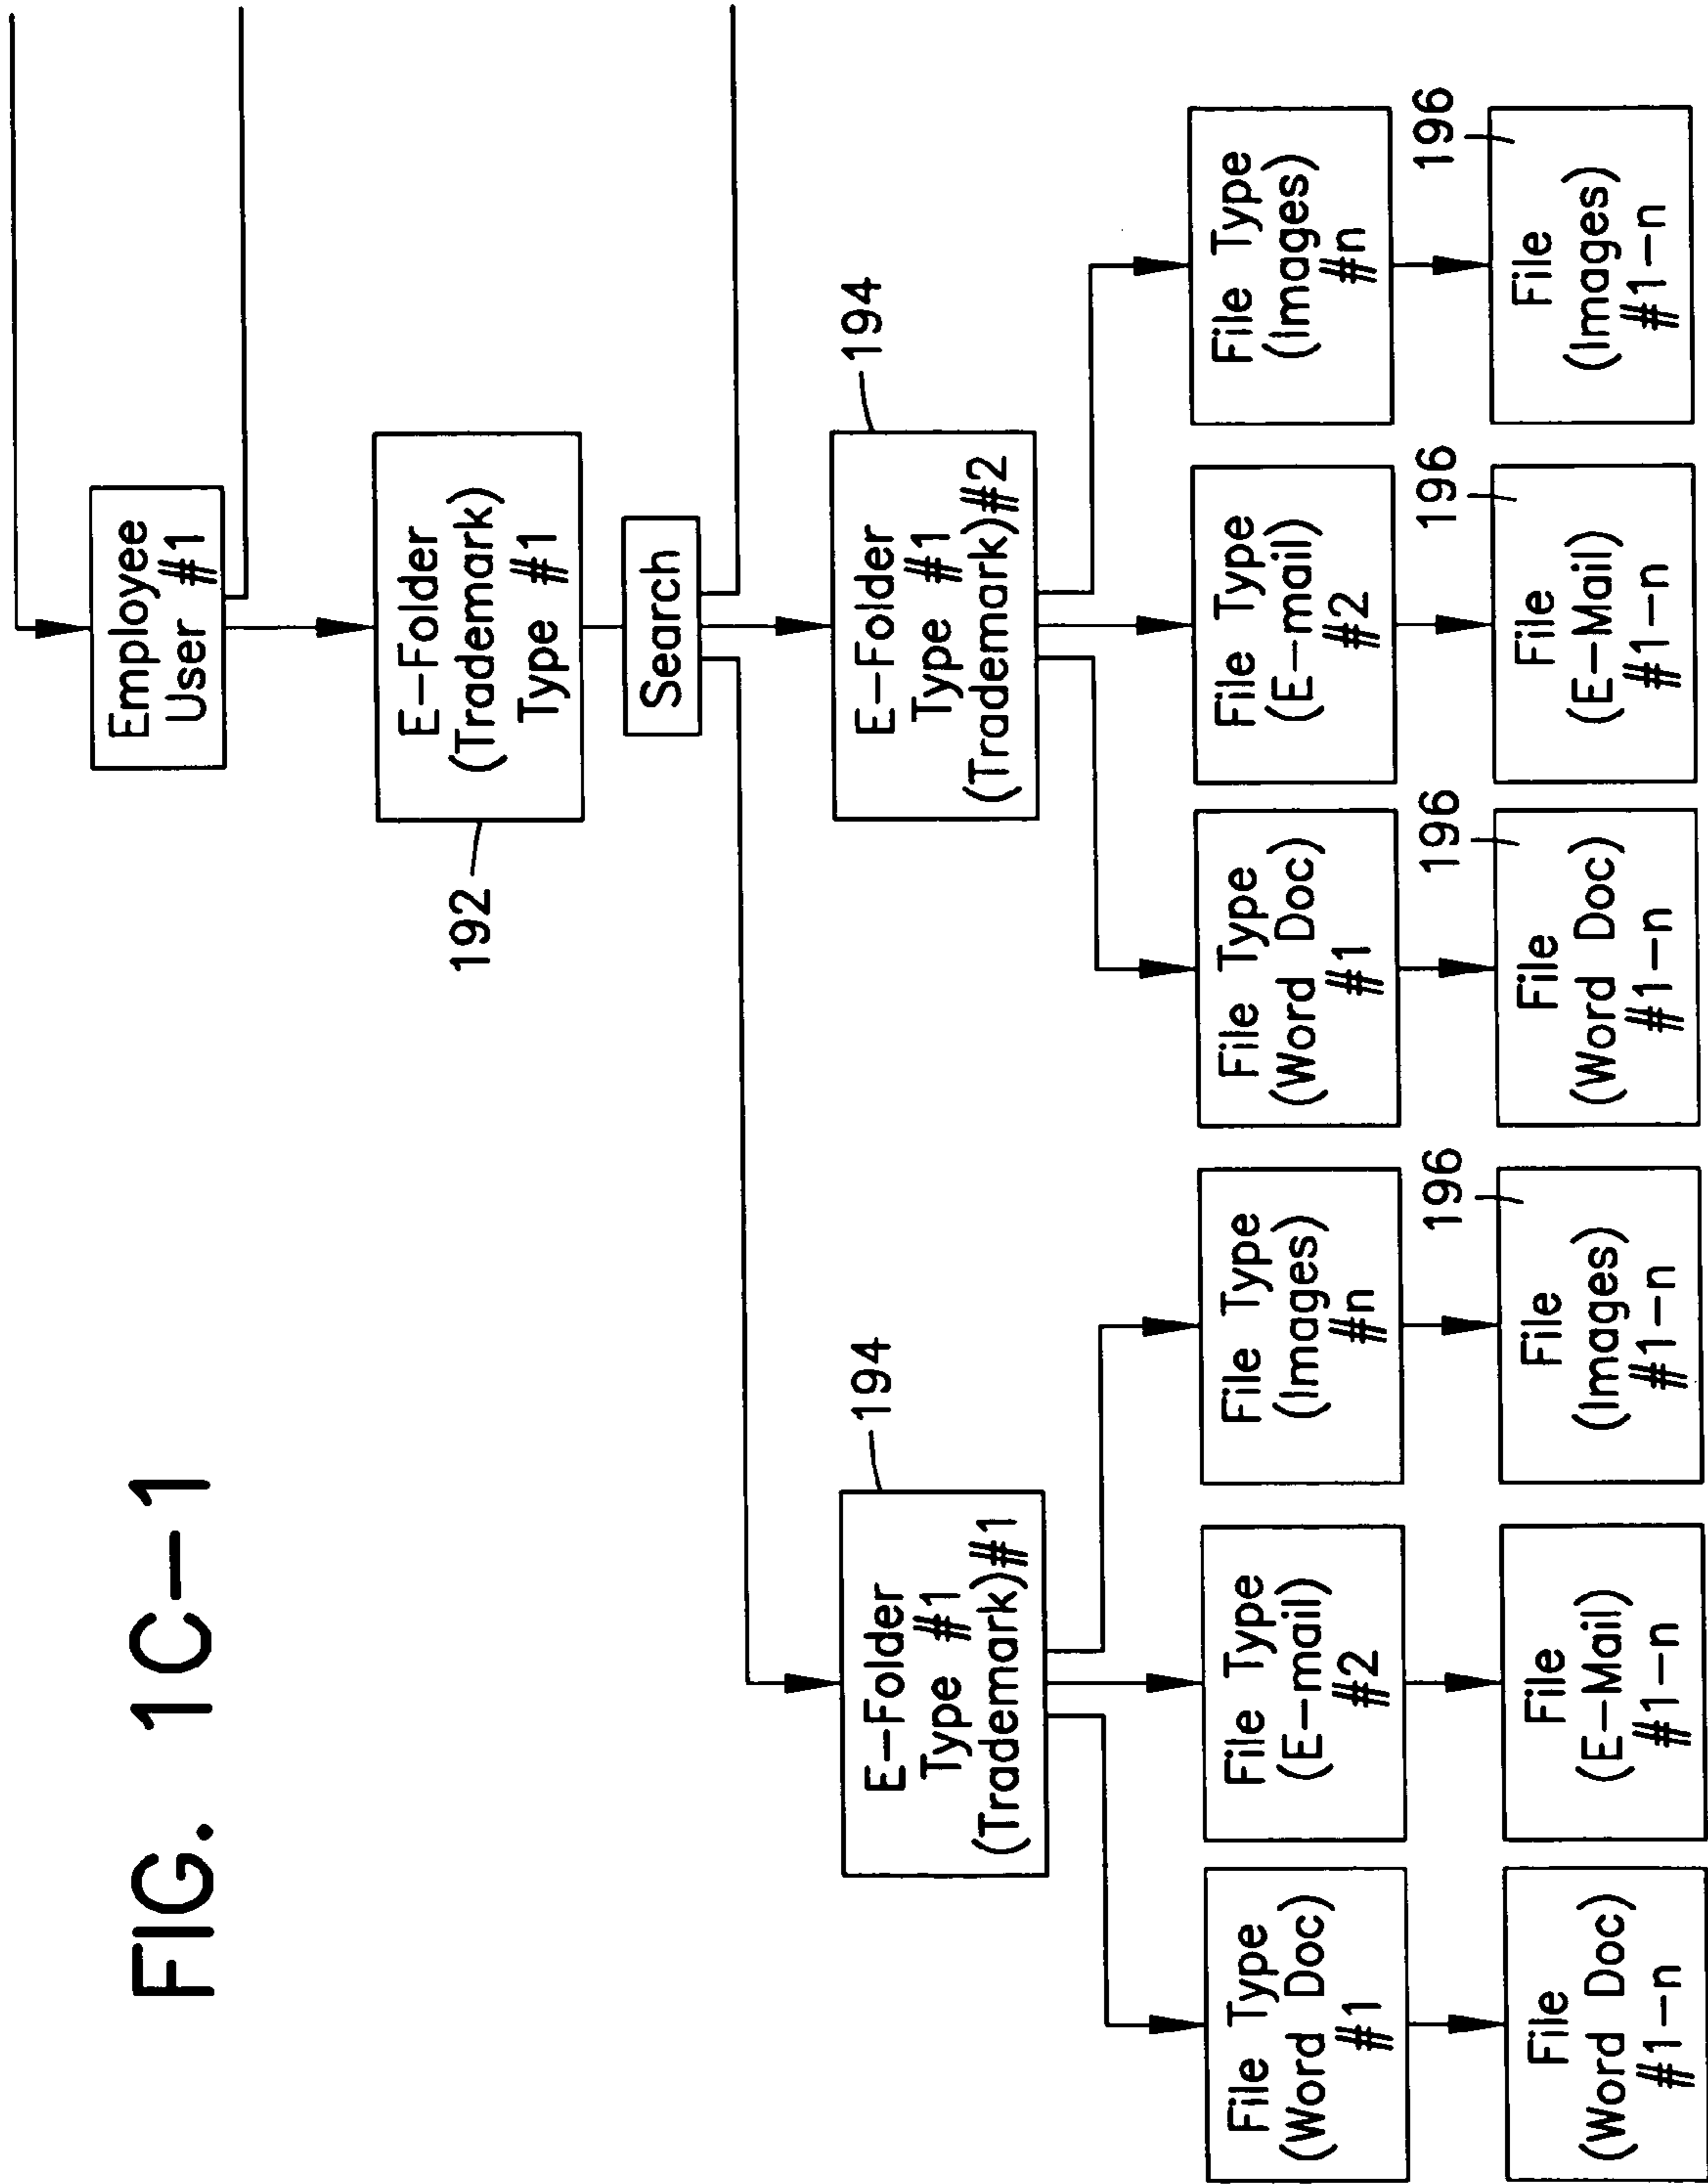 FIG. 1C-1
Employee
User #1
E-Folder
(Trademark)
Type #1
192
Search
194
E-Folder
Type #1
(Trademark)#1
194
E-Folder
Type #1
(Trademark)#2
File Type
(Word Doc)
#1
File Type
(E-mail)
#2
File Type
(Images)
#n
File Type
(Word Doc)
#1
File Type
(E-mail)
#2
File Type
(Images)
#n
File
(Word Doc)
#1-n
File
(E-Mail)
#1-n
196
File
(Images)
#1-n
196
File
(Word Doc)
#1-n
196
File
(E-Mail)
#1-n
196
File
(Images)
#1-n